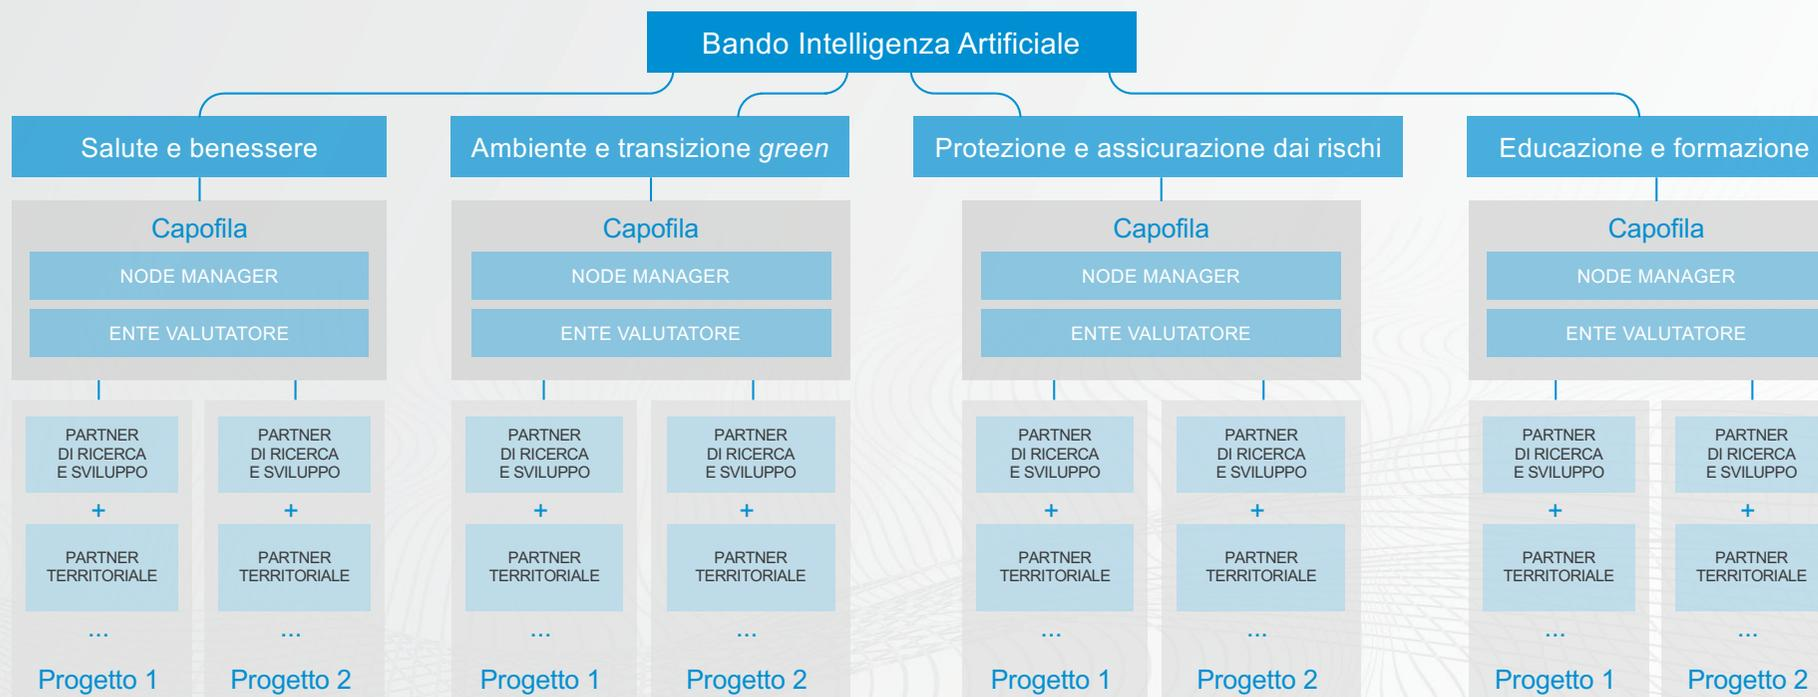 Bando Intelligenza Artificiale
Salute e benessere
Ambiente e transizione green
Protezione e assicurazione dai rischi
Educazione e formazione
Capofila
NODE MANAGER
ENTE VALUTATORE
Capofila
NODE MANAGER
ENTE VALUTATORE
Capofila
NODE MANAGER
ENTE VALUTATORE
Capofila
NODE MANAGER
ENTE VALUTATORE
PARTNER
DI RICERCA
E SVILUPPO
+
PARTNER
TERRITORIALE
...
Progetto 1
PARTNER
DI RICERCA
E SVILUPPO
+
PARTNER
TERRITORIALE
...
Progetto 2
PARTNER
DI RICERCA
E SVILUPPO
+
PARTNER
TERRITORIALE
...
Progetto 1
PARTNER
DI RICERCA
E SVILUPPO
+
PARTNER
TERRITORIALE
...
Progetto 2
PARTNER
DI RICERCA
E SVILUPPO
+
PARTNER
TERRITORIALE
...
Progetto 1
PARTNER
DI RICERCA
E SVILUPPO
+
PARTNER
TERRITORIALE
...
Progetto 2
PARTNER
DI RICERCA
E SVILUPPO
+
PARTNER
TERRITORIALE
...
Progetto 1
PARTNER
DI RICERCA
E SVILUPPO
+
PARTNER
TERRITORIALE
...
Progetto 2